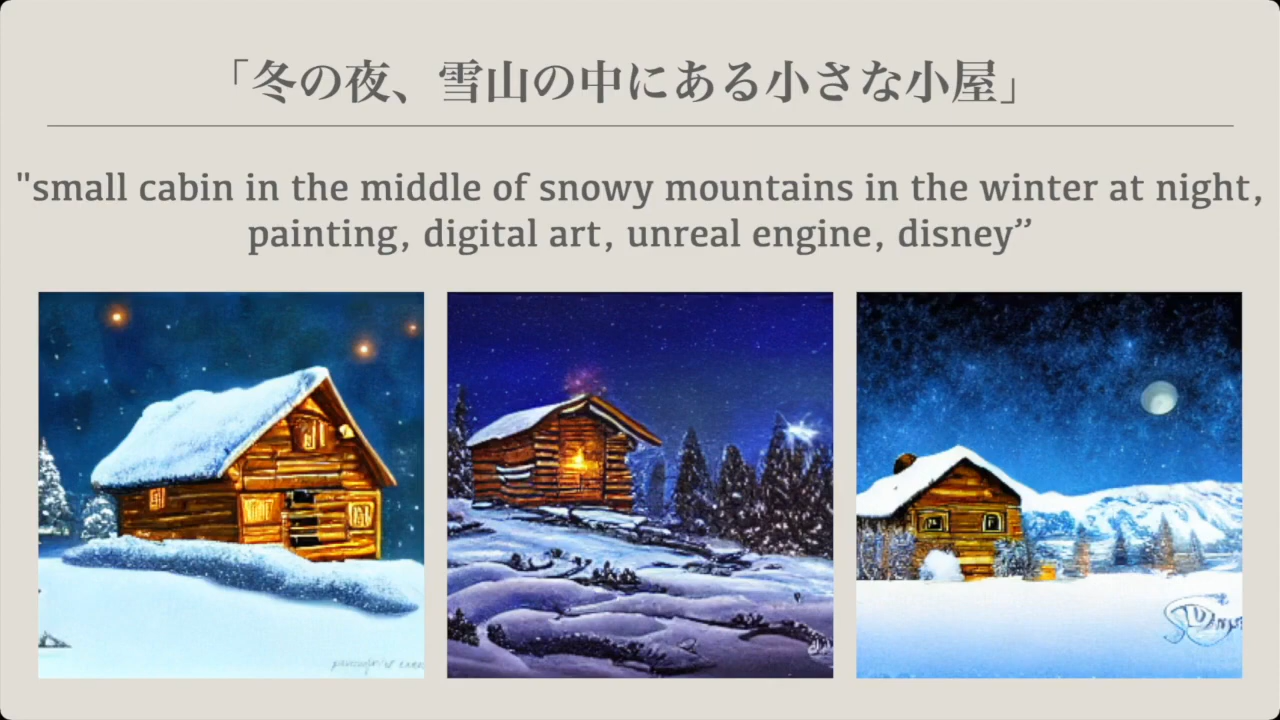 「冬の夜、雪山の中にある小さな小屋」
"small cabin in the middle of snowy mountains in the winter at night,
painting, digital art, unreal engine, disney”